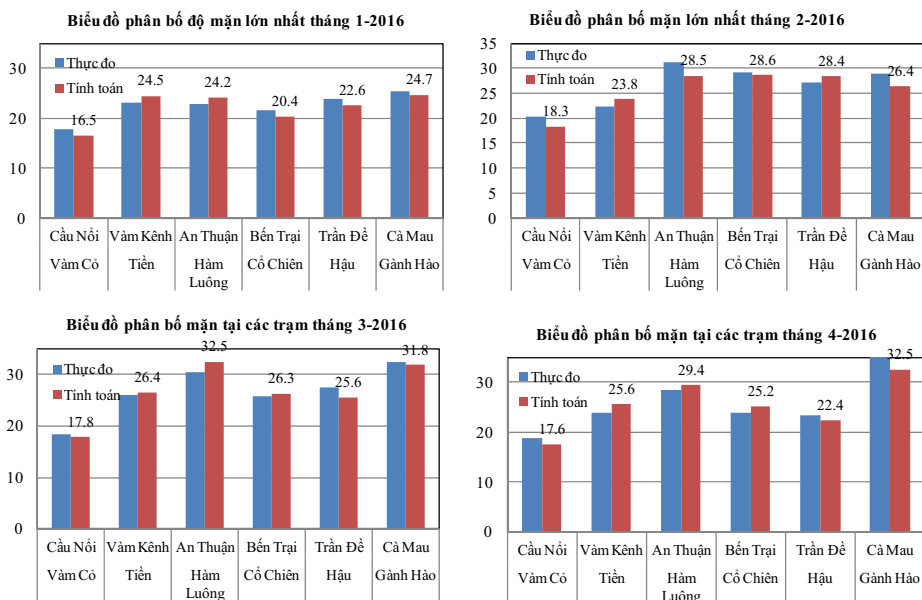 Biểu đồ phân bố độ mặn lớn nhất tháng 1-2016
Thực đo
Tính toán
30
20
10
0
16.5
24.5
24.2
20.4
22.6
24.7
Cầu Nổi
Vàm Kênh
An Thuận
Bến Trại
Trần Đề
Cà Mau
Vàm Cỏ
Tiền
Hàm
Luông
Cổ Chiên
Hậu
Gành Hào
Biểu đồ phân bố mặn lớn nhất tháng 2-2016
Thực đo
Tính toán
35
30
25
20
15
10
5
0
18.3
23.8
28.5
28.6
28.4
26.4
Cầu Nổi
Vàm Kênh
An Thuận
Bến Trại
Trần Đề
Cà Mau
Vàm Cỏ
Tiền
Hàm
Luông
Cổ Chiên
Hậu
Gành Hào
Biểu đồ phân bố mặn tại các trạm tháng 3-2016
Thực đo
Tính toán
30
20
10
0
17.8
26.4
32.5
26.3
25.6
31.8
Cầu Nổi
Vàm Kênh
An Thuận
Bến Trại
Trần Đề
Cà Mau
Vàm Cỏ
Tiền
Hàm
Luông
Cổ Chiên
Hậu
Gành Hào
Biểu đồ phân bố mặn tại các trạm tháng 4-2016
Thực đo
Tính toán
30
20
10
0
17.6
25.6
29.4
25.2
22.4
32.5
Cầu Nổi
Vàm Kênh
An Thuận
Bến Trại
Trần Đề
Cà Mau
Vàm Cỏ
Tiền
Hàm
Luông
Cổ Chiên
Hậu
Gành Hào